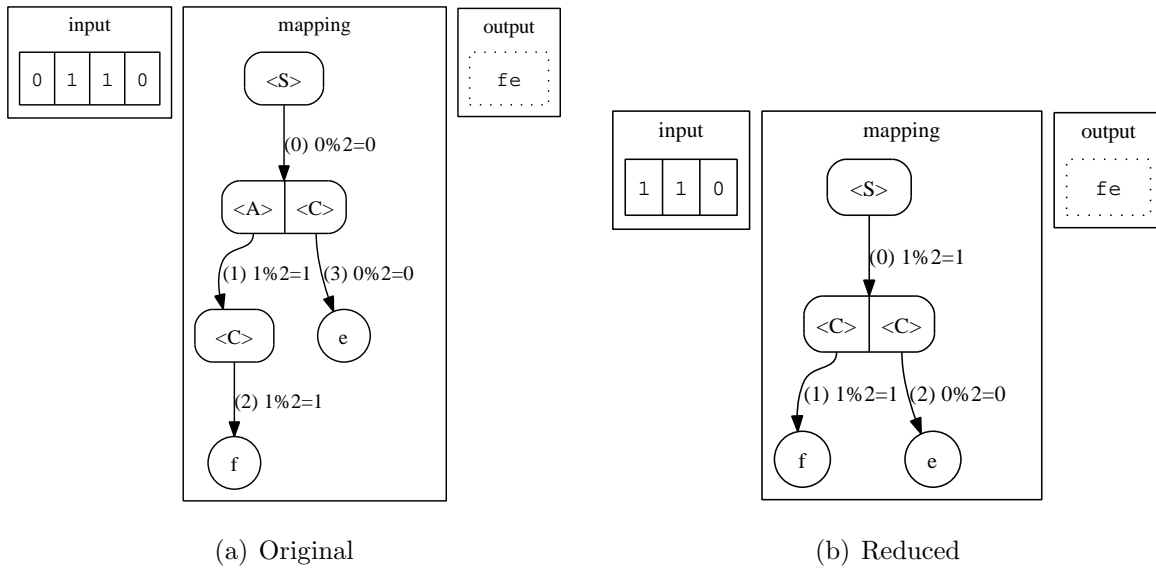 input
0 1 1 0
mapping
<S>
(0) 0%2=0
<A> <C>
(1) 1%2=1 (3) 0%2=0
<C> e
(2) 1%2=1
f
output
fe
(a) Original
input
1 1 0
mapping
<S>
(0) 1%2=1
<C> <C>
(1) 1%2=1 (2) 0%2=0
f e
output
fe
(b) Reduced